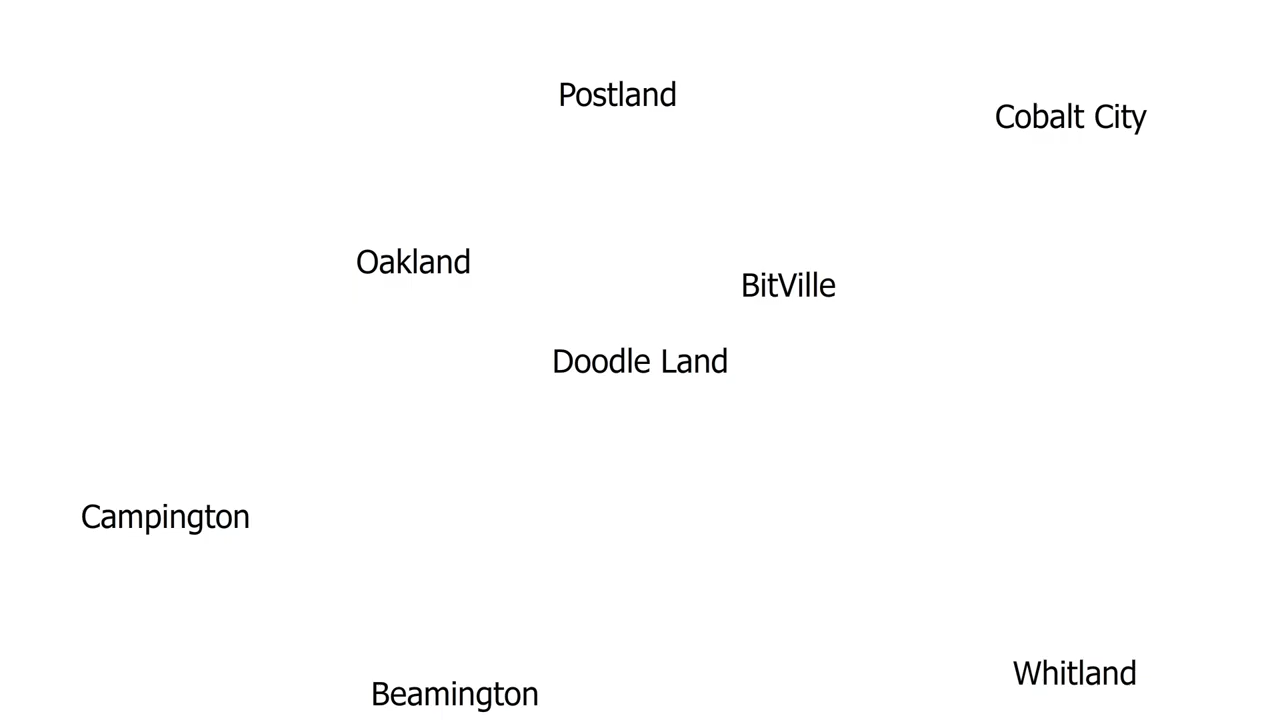 Postland
Cobalt City
Oakland
BitVille
Doodle Land
Campington
Whitland
Beamington